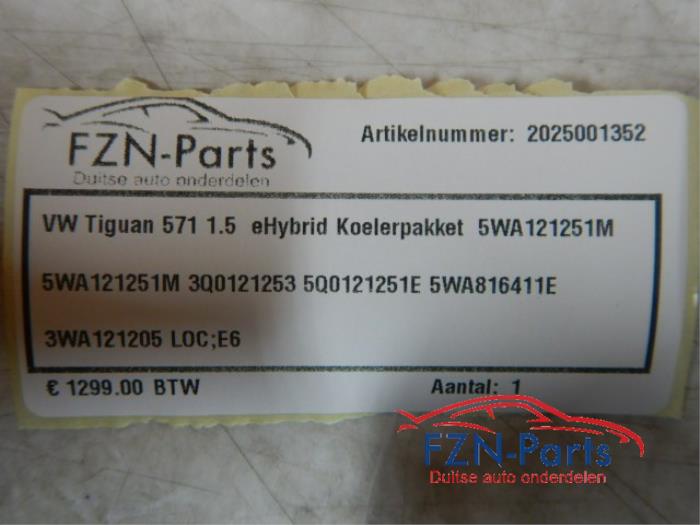 FZN-Parts
Duitse auto onderdelen
Artikelnummer: 2025001352
VW Tiguan 571 1.5 eHybrid Koelerpakket 5WA121251M
5WA121251M 3Q0121253 5Q0121251E 5WA816411E
3WA121205 LOC;E6
€ 1299.00 BTW
Aantal: 1
FZN-Parts
Duitse auto onderdelen